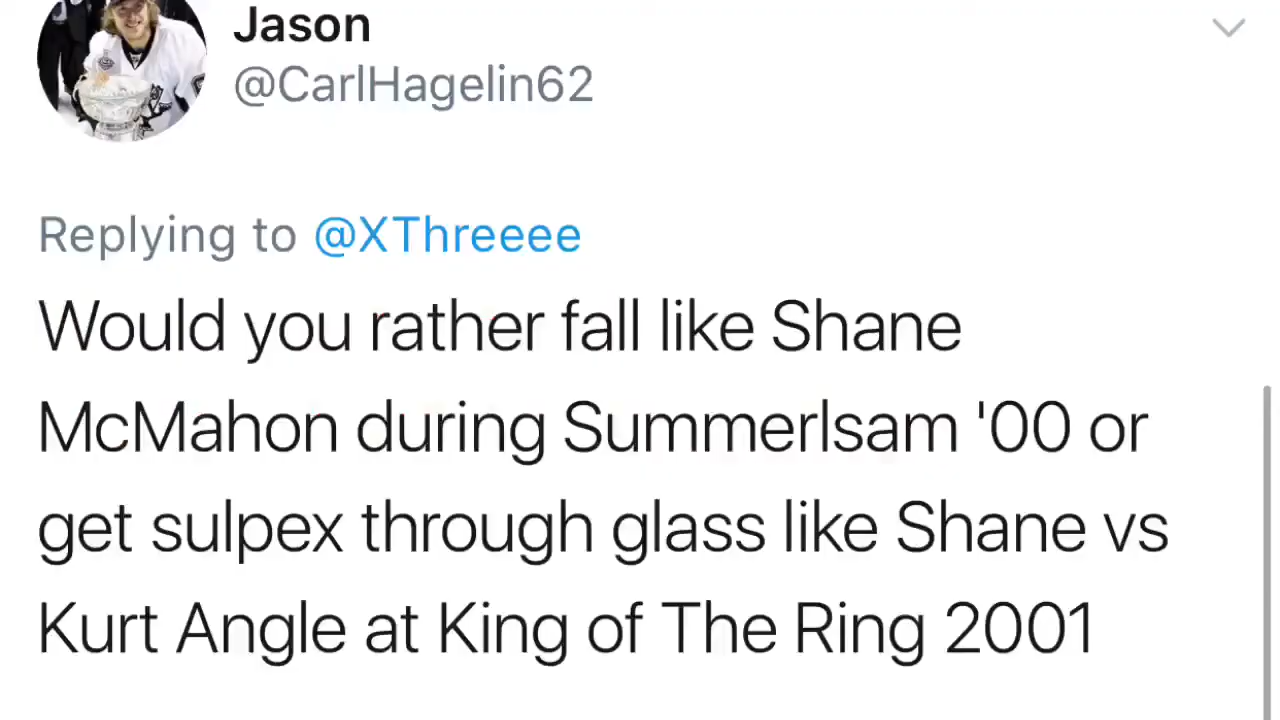 Jason
@CarlHagelin62
Replying to @XThreeee
Would you rather fall like Shane
McMahon during Summerlsam '00 or
get sulpex through glass like Shane vs
Kurt Angle at King of The Ring 2001